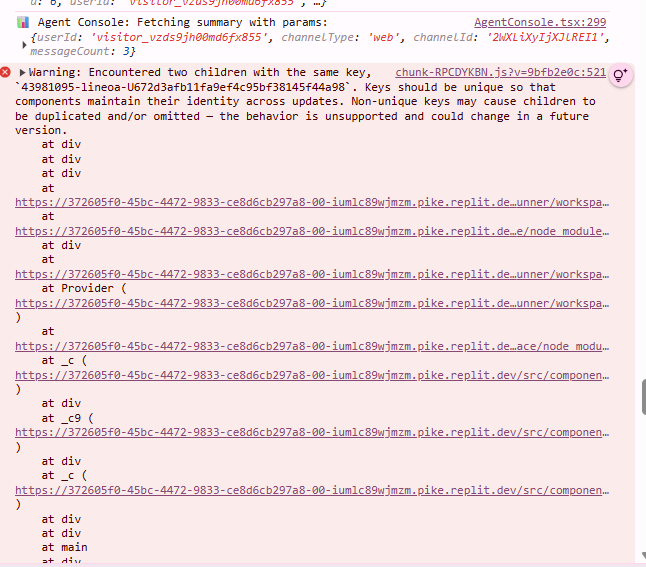 d: 6, userId: 'visitor_vzds9jh00md6fx855', …}
Agent Console: Fetching summary with params: AgentConsole.tsx:299
{userId: 'visitor_vzds9jh00md6fx855', channelType: 'web', channelId: '2WXLiXyIjXJlREI1', messageCount: 3}
Warning: Encountered two children with the same key, chunk-RPCDYKBN.js?v=9bfb2e0c:521
`43981095-lineoa-U672d3afb11fa9ef4c95bf38145f44a98`. Keys should be unique so that
components maintain their identity across updates. Non-unique keys may cause children to
be duplicated and/or omitted — the behavior is unsupported and could change in a future
version.
at div
at div
at div
at
https://372605f0-45bc-4472-9833-ce8d6cb297a8-00-iumlc89wjmzm.pike.replit.de…unner/workspa…
at
https://372605f0-45bc-4472-9833-ce8d6cb297a8-00-iumlc89wjmzm.pike.replit.de…e/node_module…
at div
at
https://372605f0-45bc-4472-9833-ce8d6cb297a8-00-iumlc89wjmzm.pike.replit.de…unner/workspa…
at Provider (
https://372605f0-45bc-4472-9833-ce8d6cb297a8-00-iumlc89wjmzm.pike.replit.de…unner/workspa…
)
at
https://372605f0-45bc-4472-9833-ce8d6cb297a8-00-iumlc89wjmzm.pike.replit.de…ace/node_modu…
at _c (
https://372605f0-45bc-4472-9833-ce8d6cb297a8-00-iumlc89wjmzm.pike.replit.dev/src/componen…
)
at div
at _c9 (
https://372605f0-45bc-4472-9833-ce8d6cb297a8-00-iumlc89wjmzm.pike.replit.dev/src/componen…
)
at div
at _c (
https://372605f0-45bc-4472-9833-ce8d6cb297a8-00-iumlc89wjmzm.pike.replit.dev/src/componen…
)
at div
at div
at main
at div